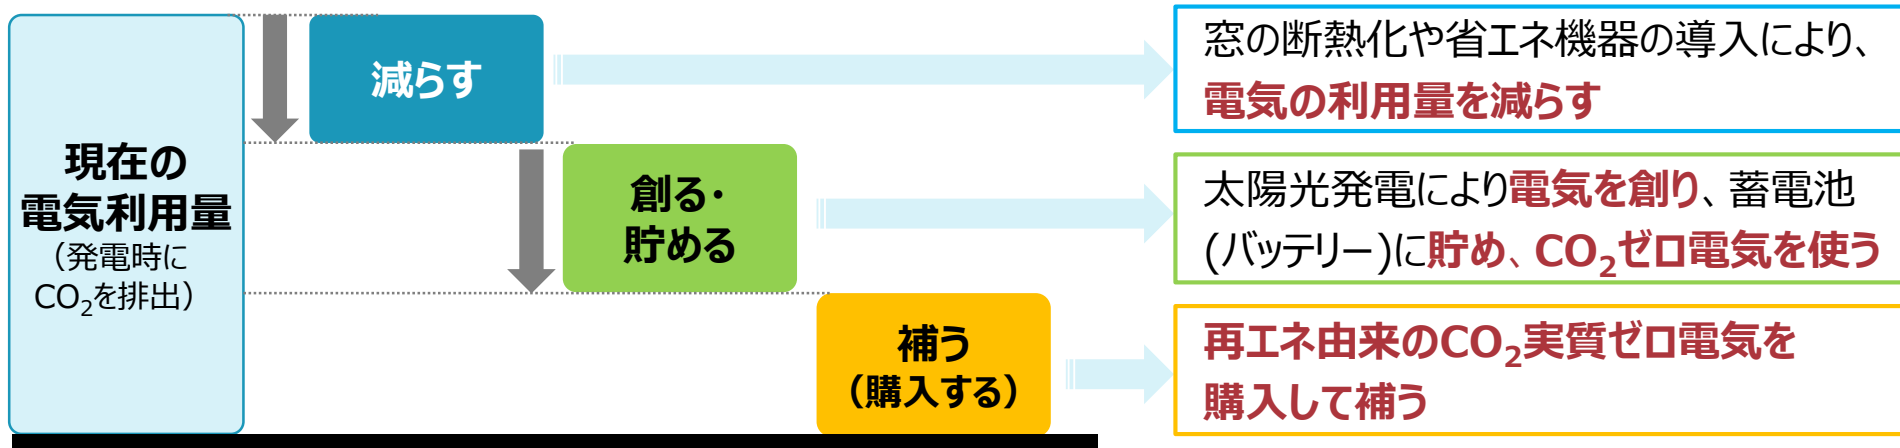 現在の
電気利用量
（発電時に
CO₂を排出）
減らす
窓の断熱化や省エネ機器の導入により、
電気の利用量を減らす
創る・
貯める
太陽光発電により電気を創り、蓄電池
(バッテリー)に貯め、CO₂ゼロ電気を使う
補う
（購入する）
再エネ由来のCO₂実質ゼロ電気を
購入して補う